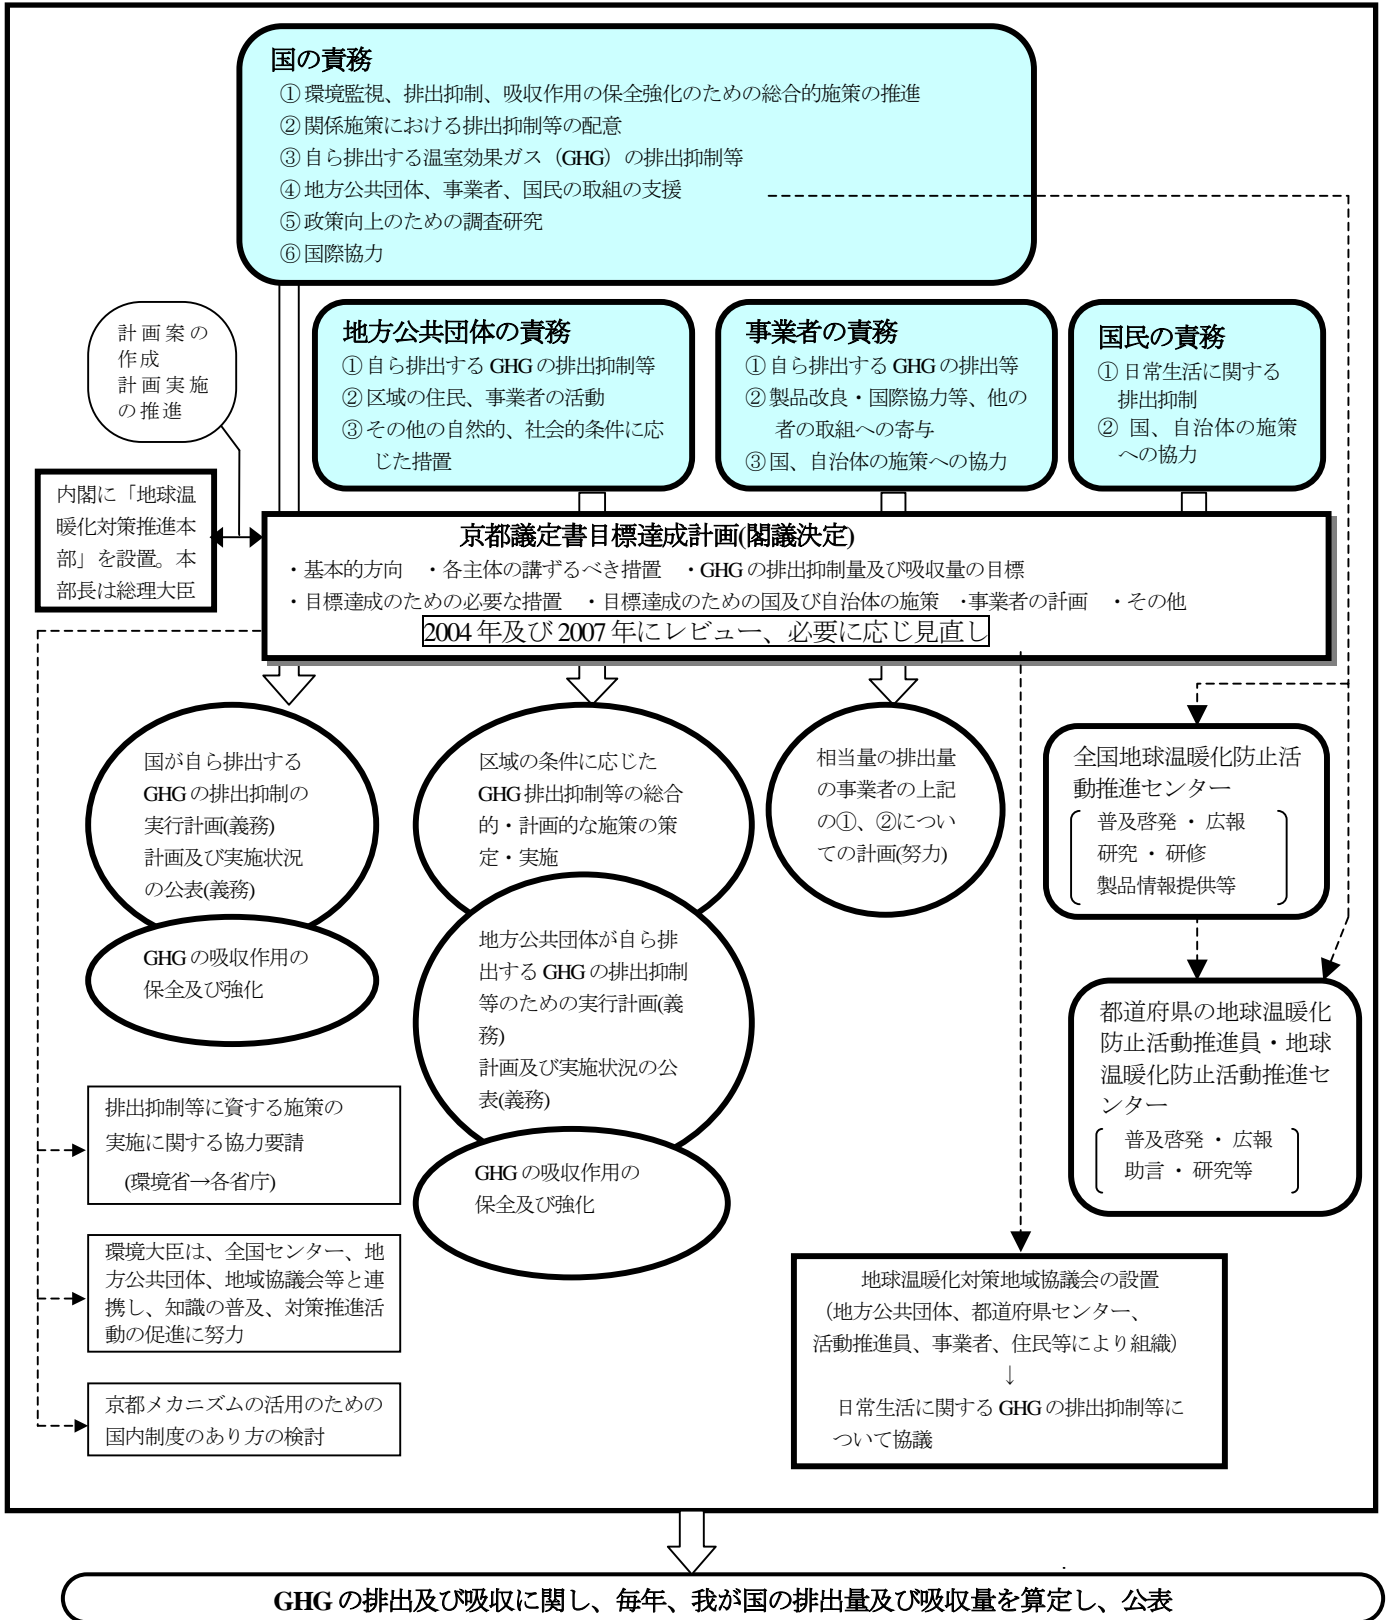 国の責務
①環境監視、排出抑制、吸収作用の保全強化のための総合的施策の推進
②関係施策における排出抑制等の配意
③自ら排出する温室効果ガス（GHG）の排出抑制等
④地方公共団体、事業者、国民の取組の支援
⑤政策向上のための調査研究
⑥国際協力
計画案の
作成
計画実施
の推進
地方公共団体の責務
①自ら排出する GHG の排出抑制等
②区域の住民、事業者の活動
③その他の自然的、社会的条件に応
じた措置
事業者の責務
①自ら排出する GHG の排出等
②製品改良・国際協力等、他の
者の取組への寄与
③国、自治体の施策への協力
国民の責務
①日常生活に関する
排出抑制
② 国、自治体の施策
への協力
内閣に「地球温
暖化対策推進本
部」を設置。本
部長は総理大臣
京都議定書目標達成計画(閣議決定)
・基本的方向 ・各主体の講ずるべき措置 ・GHG の排出抑制量及び吸収量の目標
・目標達成のための必要な措置 ・目標達成のための国及び自治体の施策 ・事業者の計画 ・その他
2004 年及び 2007 年にレビュー、必要に応じ見直し
国が自ら排出する
GHG の排出抑制の
実行計画(義務)
計画及び実施状況
の公表(義務)
GHG の吸収作用の
保全及び強化
区域の条件に応じた
GHG 排出抑制等の総合
的・計画的な施策の策
定・実施
地方公共団体が自ら排
出する GHG の排出抑制
等のための実行計画(義
務)
計画及び実施状況の公
表(義務)
GHG の吸収作用の
保全及び強化
相当量の排出量
の事業者の上記
の①、②につい
ての計画(努力)
全国地球温暖化防止活
動推進センター
普及啓発 ・ 広報
研究 ・ 研修
製品情報提供等
都道府県の地球温暖化
防止活動推進員・地球
温暖化防止活動推進セ
ンター
普及啓発 ・ 広報
助言 ・ 研究等
排出抑制等に資する施策の
実施に関する協力要請
(環境省→各省庁)
環境大臣は、全国センター、地
方公共団体、地域協議会等と連
携し、知識の普及、対策推進活
動の促進に努力
京都メカニズムの活用のための
国内制度のあり方の検討
地球温暖化対策地域協議会の設置
（地方公共団体、都道府県センター、
活動推進員、事業者、住民等により組織）
↓
日常生活に関する GHG の排出抑制等に
ついて協議
GHG の排出及び吸収に関し、毎年、我が国の排出量及び吸収量を算定し、公表